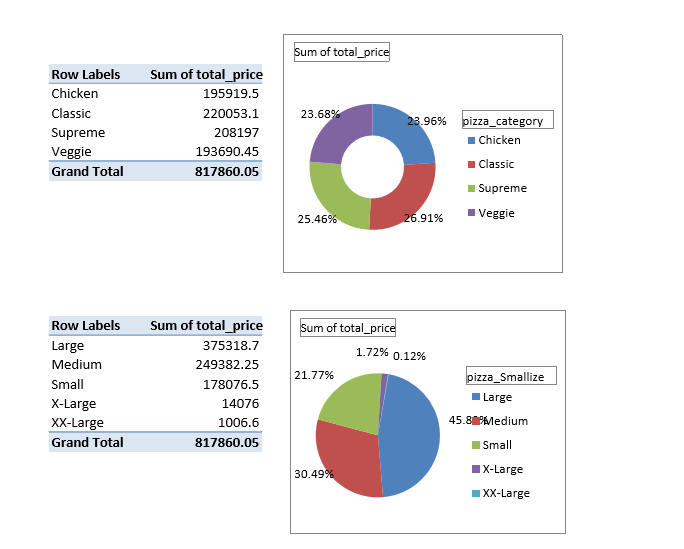 Row Labels Sum of total_price
Chicken 195919.5
Classic 220053.1
Supreme 208197
Veggie 193690.45
Grand Total 817860.05
Sum of total_price
23.68%
23.96%
25.46%
26.91%
pizza_category
Chicken
Classic
Supreme
Veggie
Row Labels Sum of total_price
Large 375318.7
Medium 249382.25
Small 178076.5
X-Large 14076
XX-Large 1006.6
Grand Total 817860.05
Sum of total_price
1.72% 0.12%
21.77%
30.49%
pizza_Smallize
Large
Medium
Small
X-Large
XX-Large